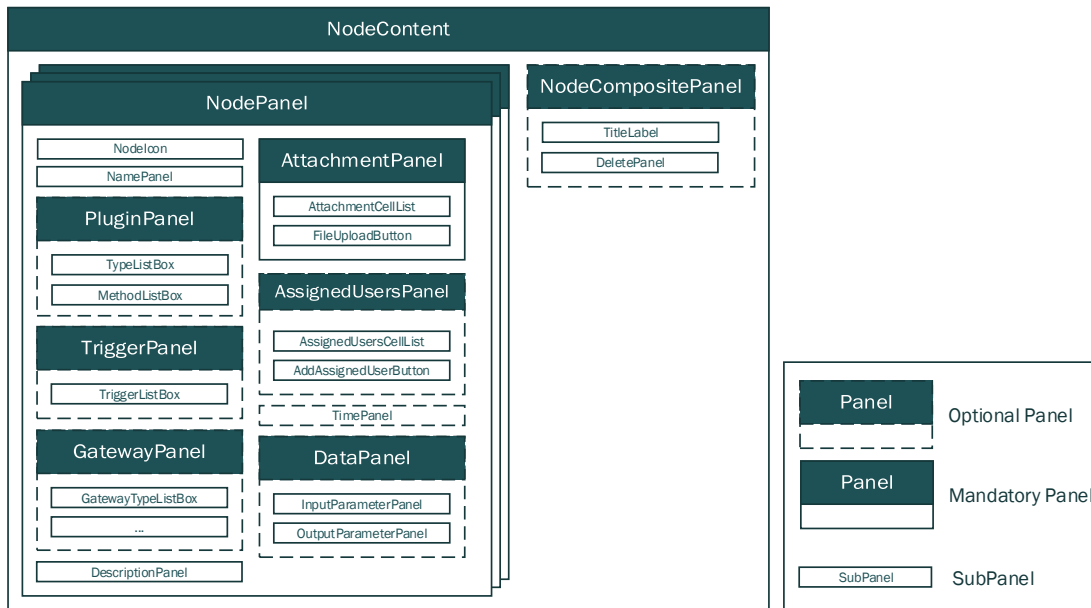 NodeContent
NodePanel
NodeIcon
NamePanel
PluginPanel
TypeListBox
MethodListBox
TriggerPanel
TriggerListBox
GatewayPanel
GatewayTypeListBox
...
DescriptionPanel
AttachmentPanel
AttachmentCellList
FileUploadButton
AssignedUsersPanel
AssignedUsersCellList
AddAssignedUserButton
TimePanel
DataPanel
InputParameterPanel
OutputParameterPanel
NodeCompositePanel
TitleLabel
DeletePanel
Panel
Optional Panel
Panel
Mandatory Panel
SubPanel
SubPanel